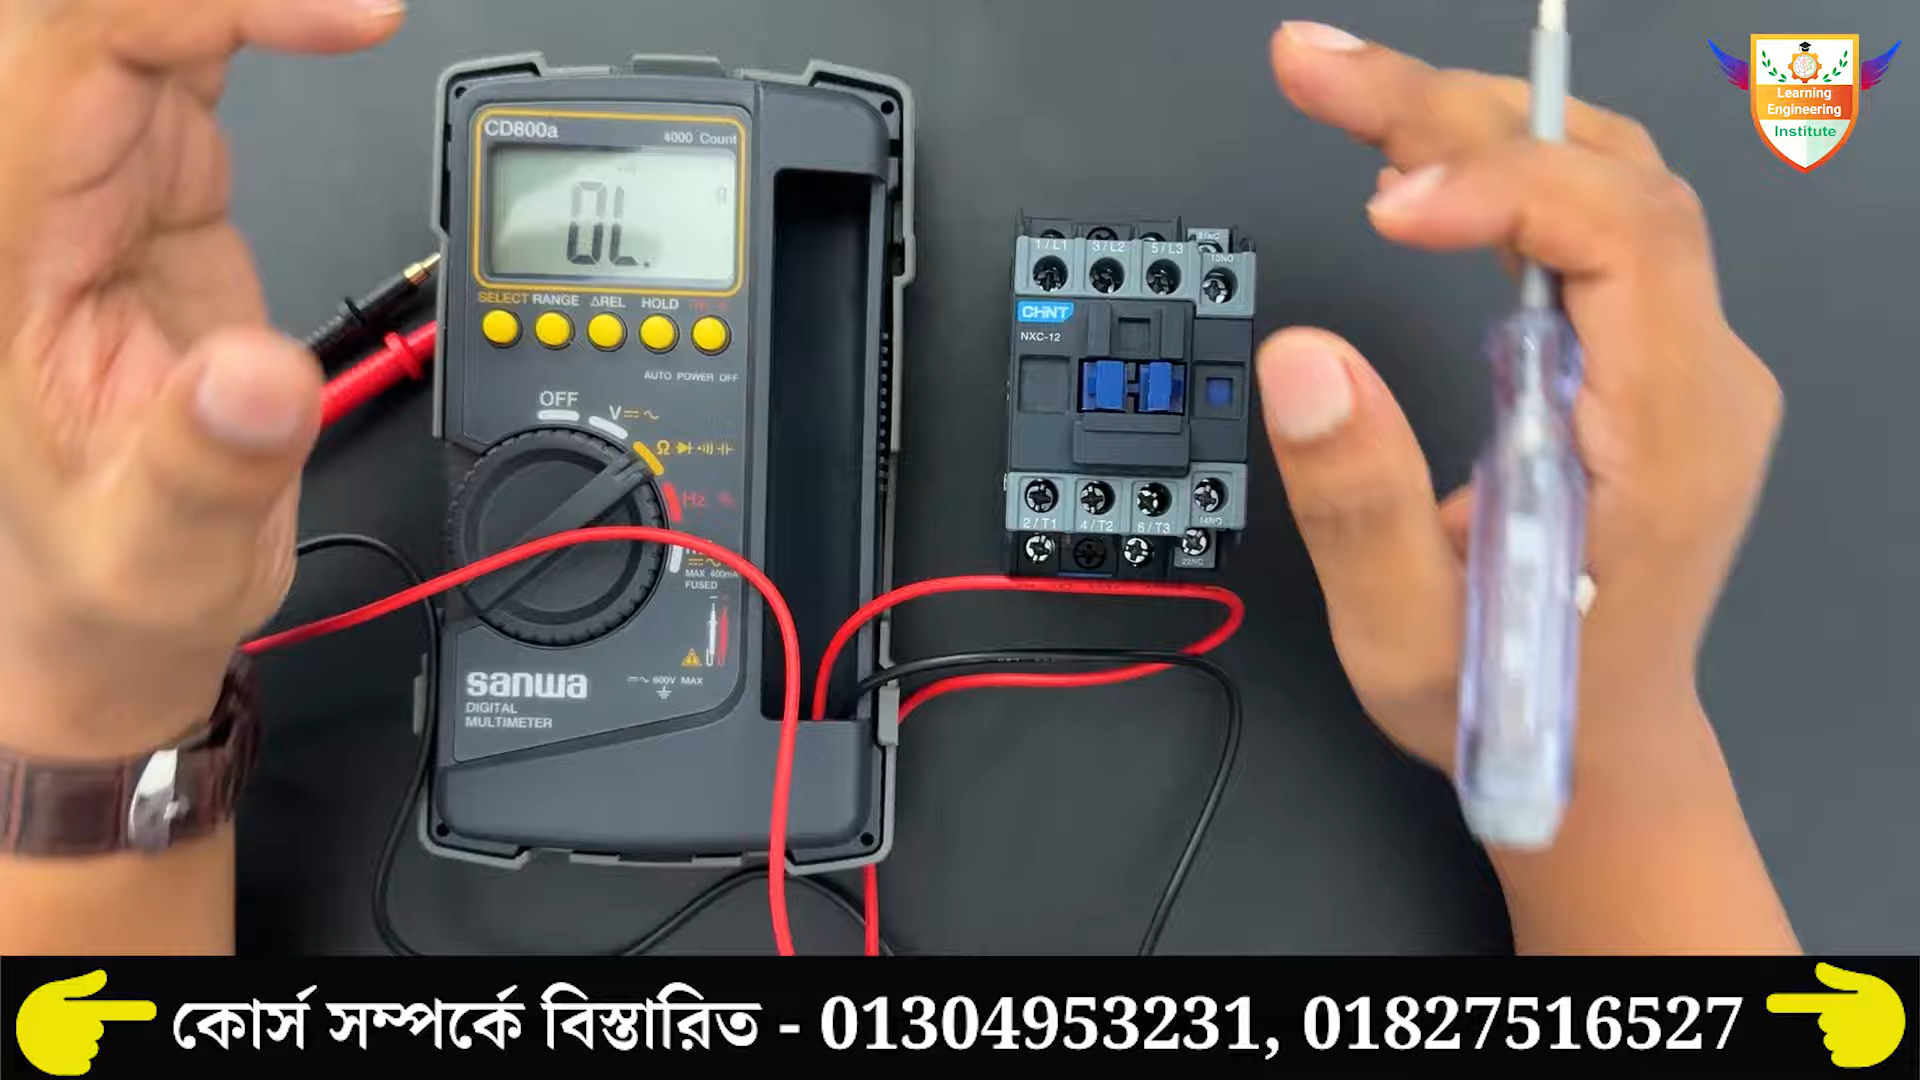 Learning
Engineering
Institute
CD800a
4000 Count
OL
SELECT RANGE ΔREL HOLD
AUTO POWER OFF
OFF
V
Ω
Hz
MAX 400mA
FUSED
sanwa
600V MAX
DIGITAL
MULTIMETER
1/L1 3/L2 5/L3
13NO
CHNT
NXC-12
2/T1 4/T2 6/T3 14NO
22NC
কোর্স সম্পর্কে বিস্তারিত - 01304953231, 01827516527